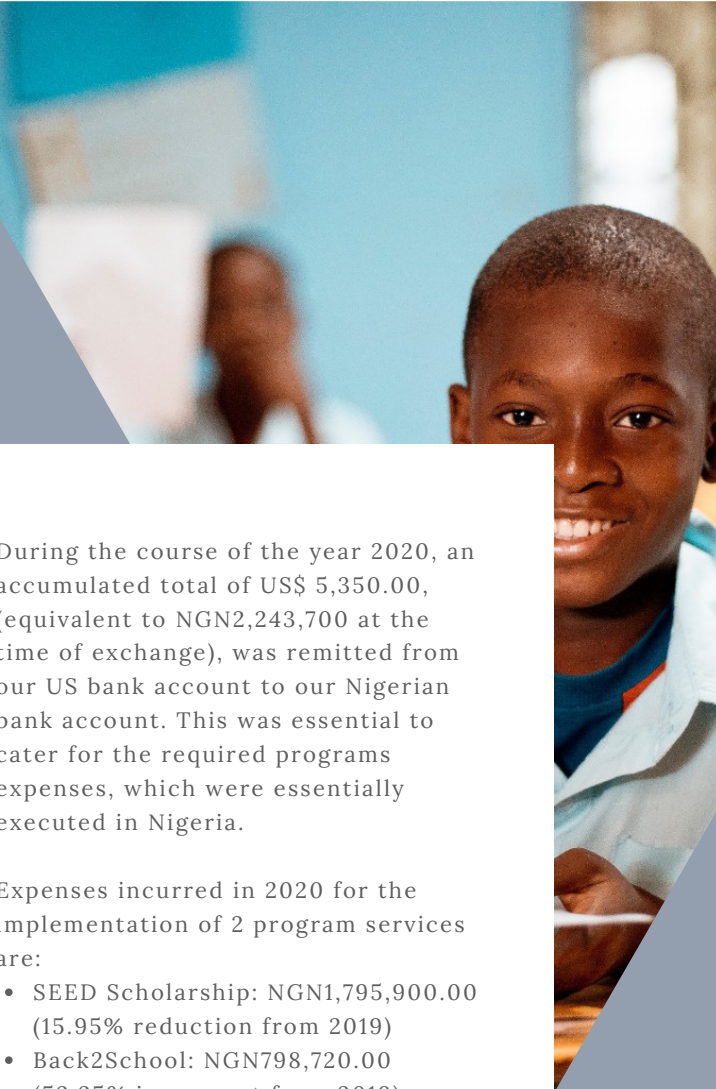 During the course of the year 2020, an
accumulated total of US$ 5,350.00,
(equivalent to NGN2,243,700 at the
time of exchange), was remitted from
our US bank account to our Nigerian
bank account. This was essential to
cater for the required programs
expenses, which were essentially
executed in Nigeria.
Expenses incurred in 2020 for the
implementation of 2 program services
are:
• SEED Scholarship: NGN1,795,900.00
(15.95% reduction from 2019)
• Back2School: NGN798,720.00